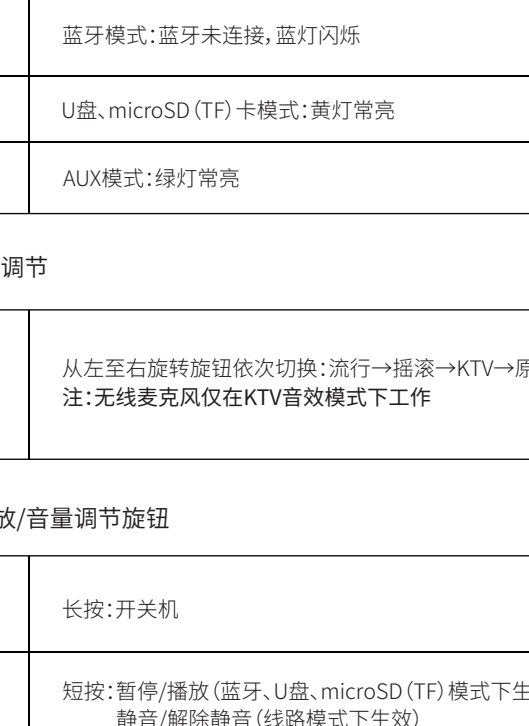 蓝牙模式：蓝牙未连接，蓝灯闪烁
U盘、microSD（TF）卡模式：黄灯常亮
AUX模式：绿灯常亮
调节
从左至右旋转旋钮依次切换：流行→摇滚→KTV→原
注：无线麦克风仅在KTV音效模式下工作
放/音量调节旋钮
长按：开关机
短按：暂停/播放（蓝牙、U盘、microSD（TF）模式下生
静音/解除静音（线路模式下生效）